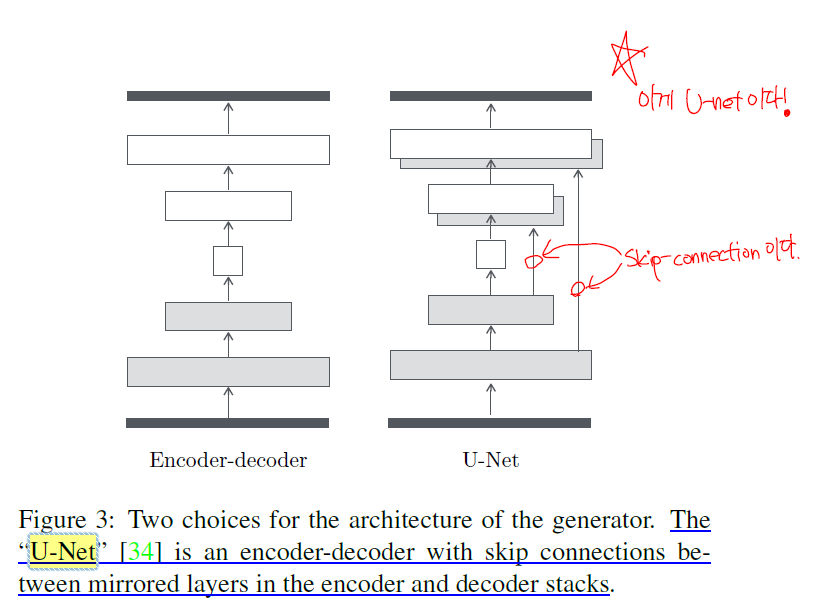 이게 U-net이다!
skip-connection이다.
Encoder-decoder
U-Net
Figure 3: Two choices for the architecture of the generator. The
“U-Net” [34] is an encoder-decoder with skip connections be-
tween mirrored layers in the encoder and decoder stacks.